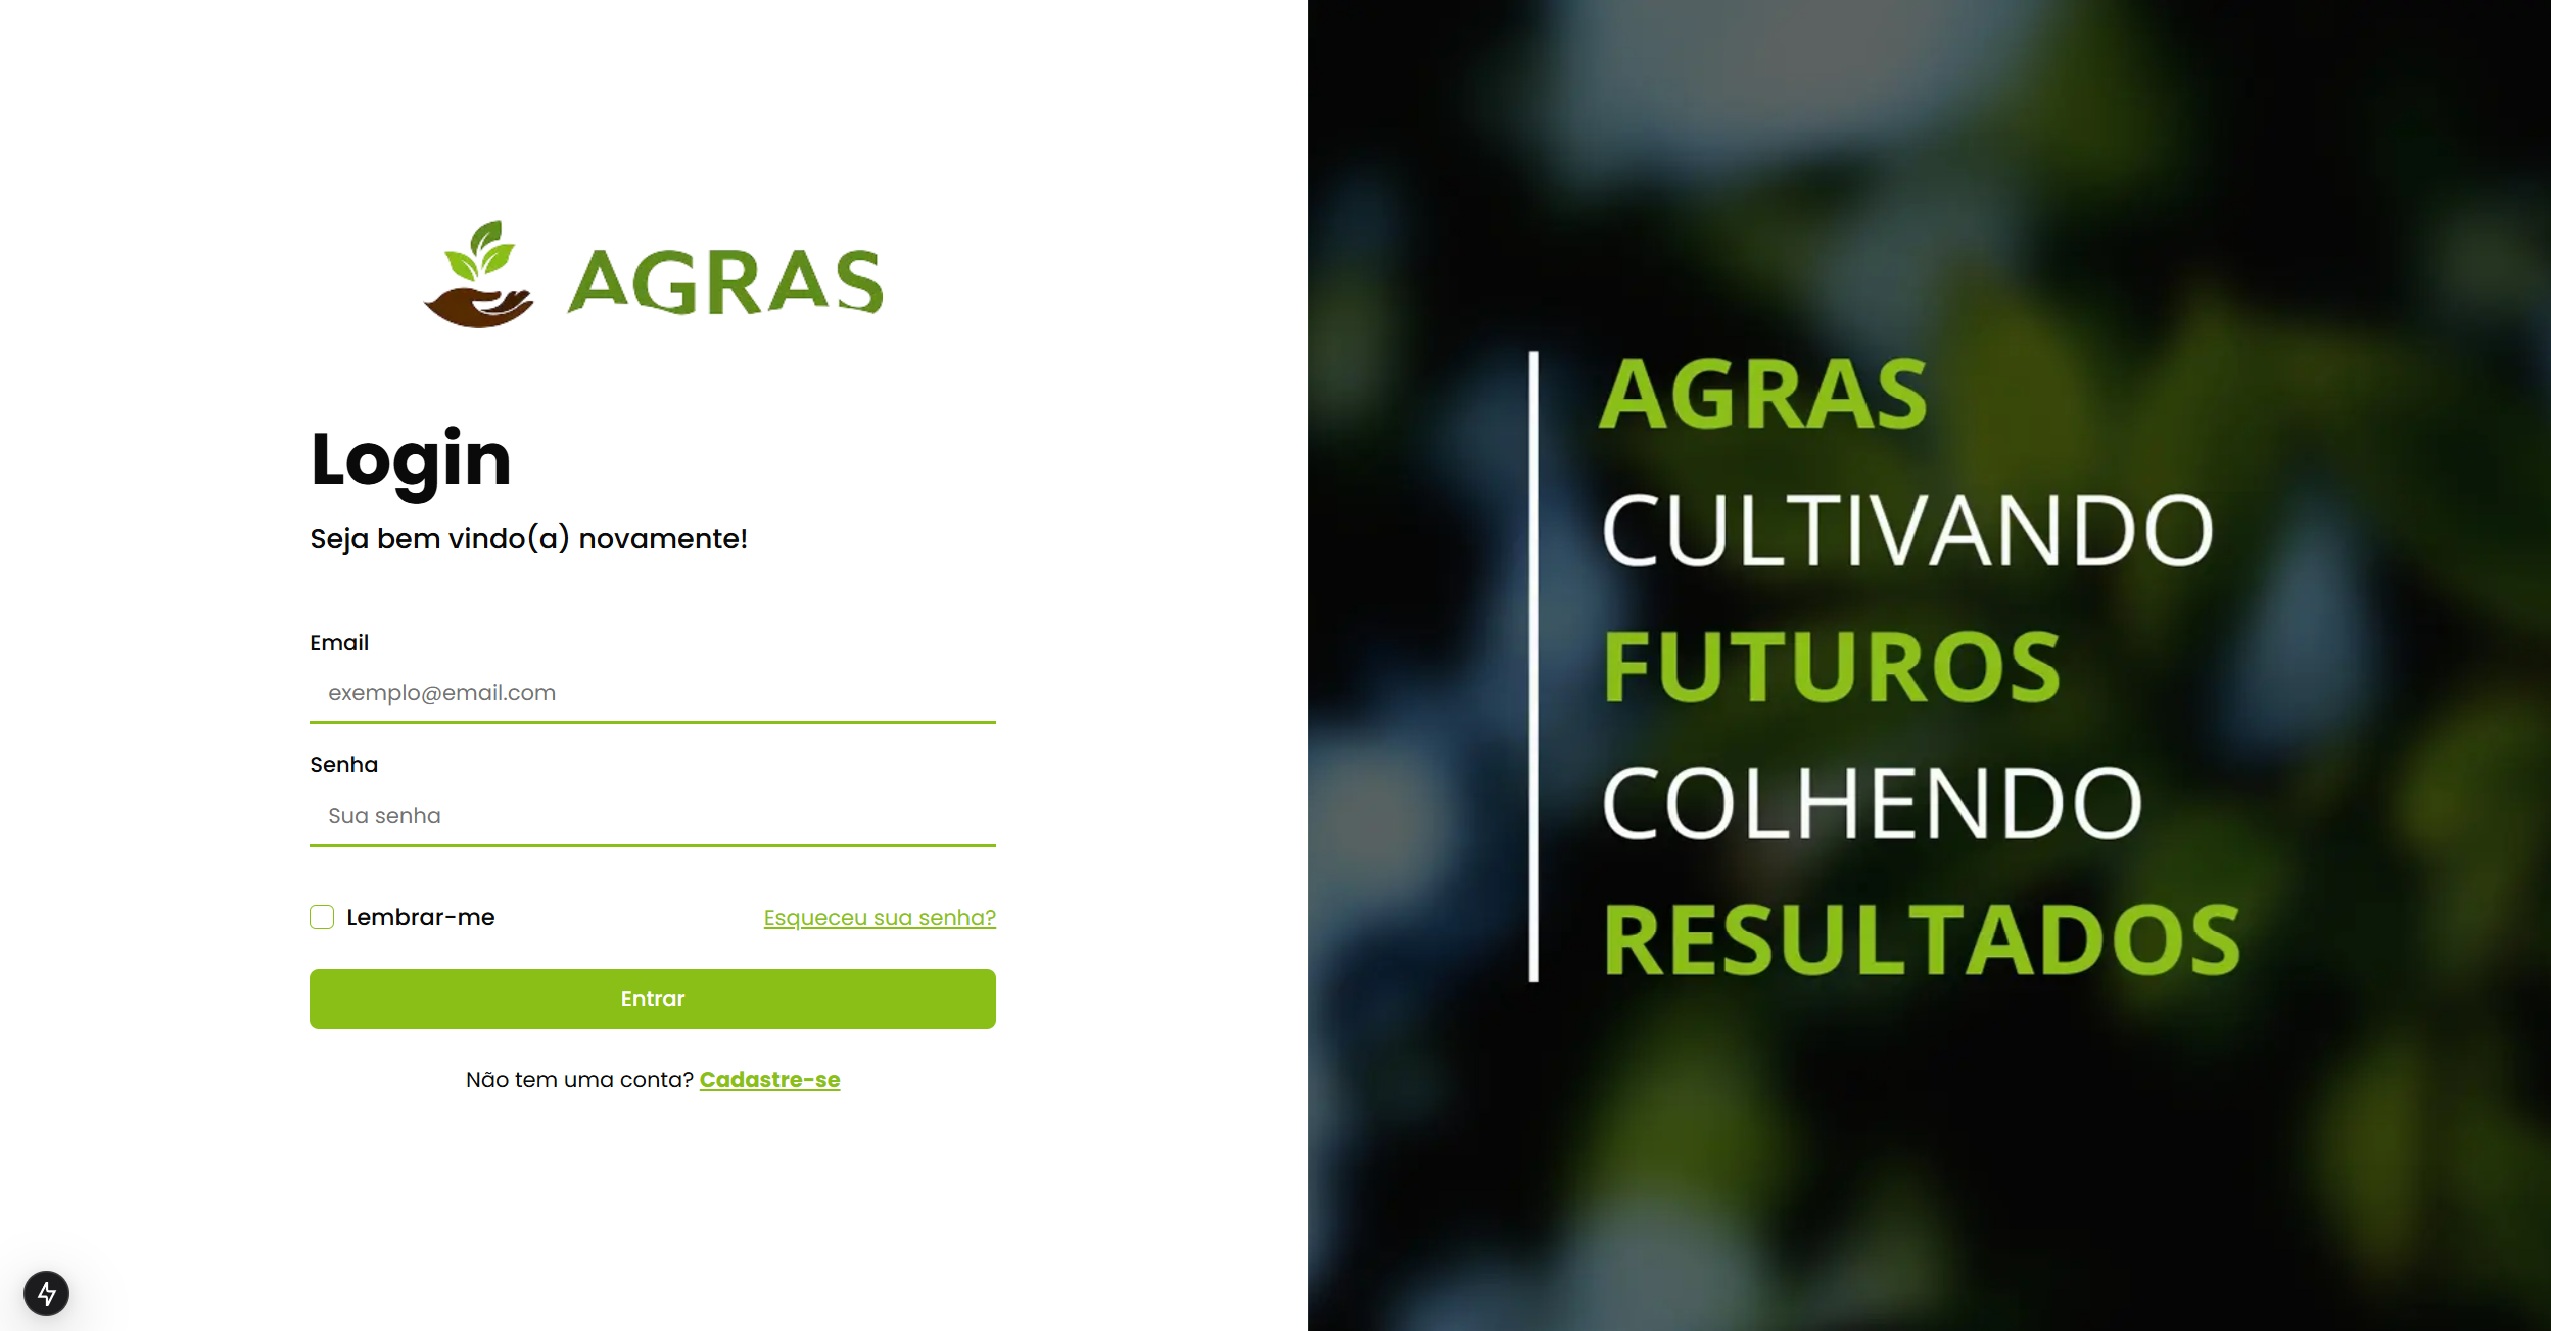 AGRAS
Login
Seja bem vindo(a) novamente!
Email
exemplo@email.com
Senha
Sua senha
Lembrar-me
Esqueceu sua senha?
Entrar
Não tem uma conta? Cadastre-se
AGRAS
CULTIVANDO
FUTUROS
COLHENDO
RESULTADOS